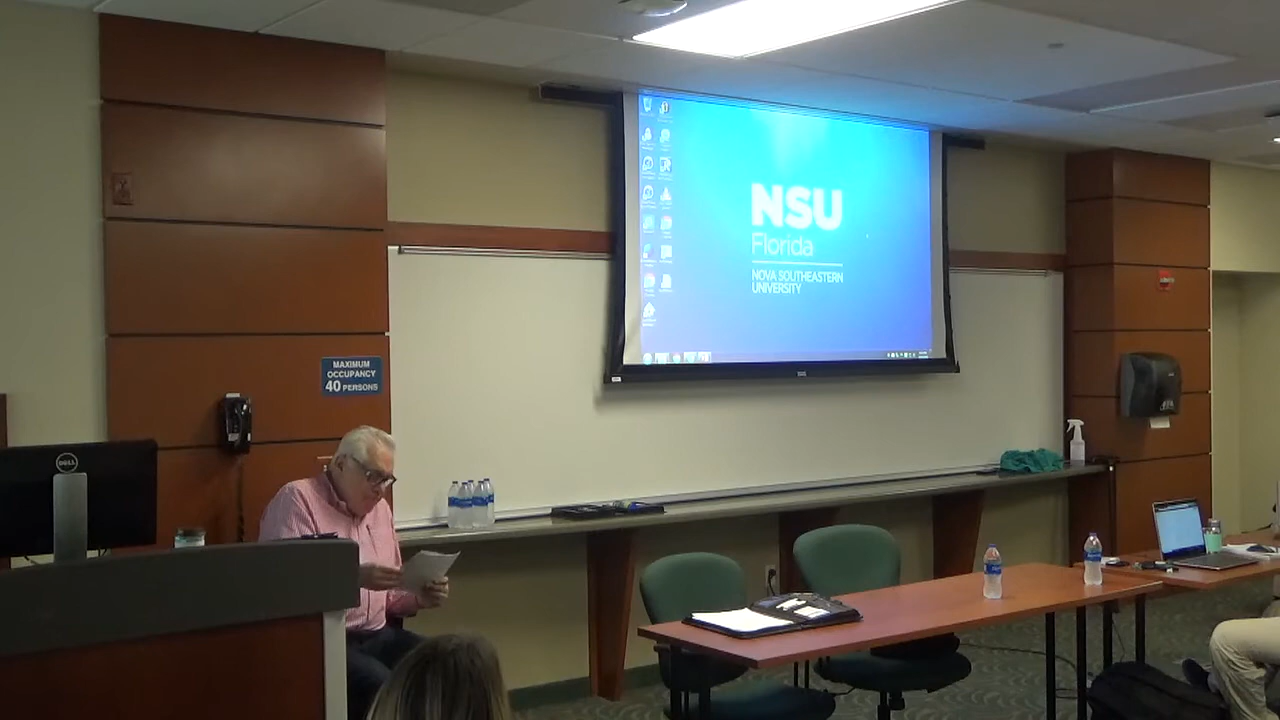 NSU
Florida
NOVA SOUTHEASTERN
UNIVERSITY
MAXIMUM
OCCUPANCY
40 PERSONS
DELL